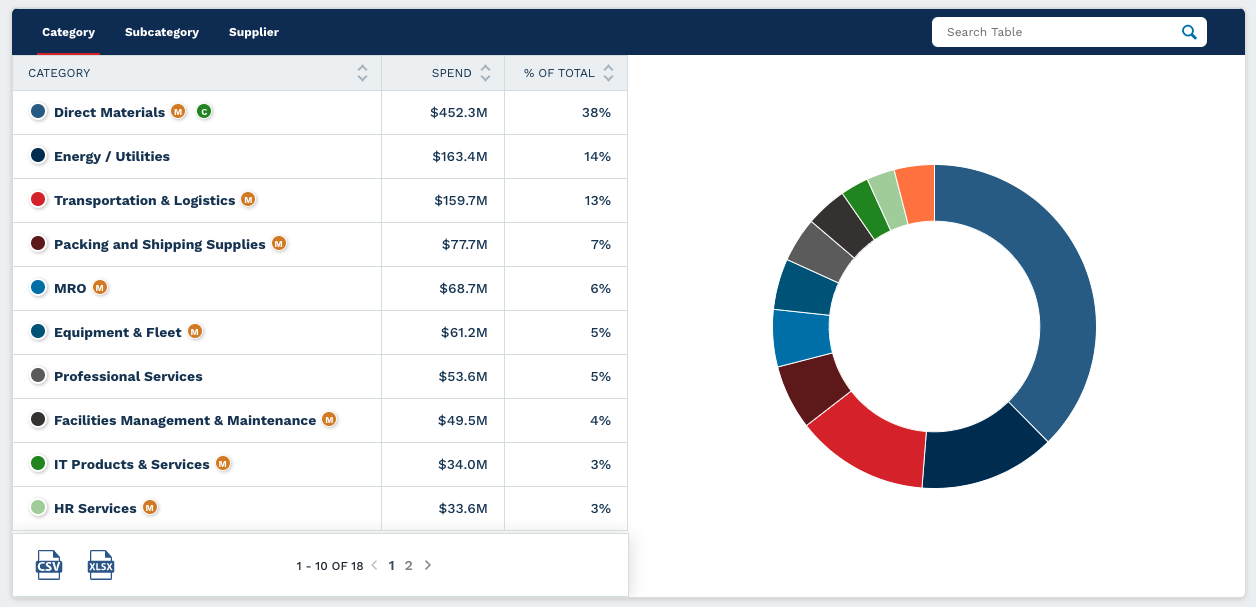 Category Subcategory Supplier Search Table
CATEGORY SPEND % OF TOTAL
Direct Materials M C $452.3M 38%
Energy / Utilities $163.4M 14%
Transportation & Logistics M $159.7M 13%
Packing and Shipping Supplies M $77.7M 7%
MRO M $68.7M 6%
Equipment & Fleet M $61.2M 5%
Professional Services $53.6M 5%
Facilities Management & Maintenance M $49.5M 4%
IT Products & Services M $34.0M 3%
HR Services M $33.6M 3%
CSV XLSX 1 - 10 OF 18 1 2